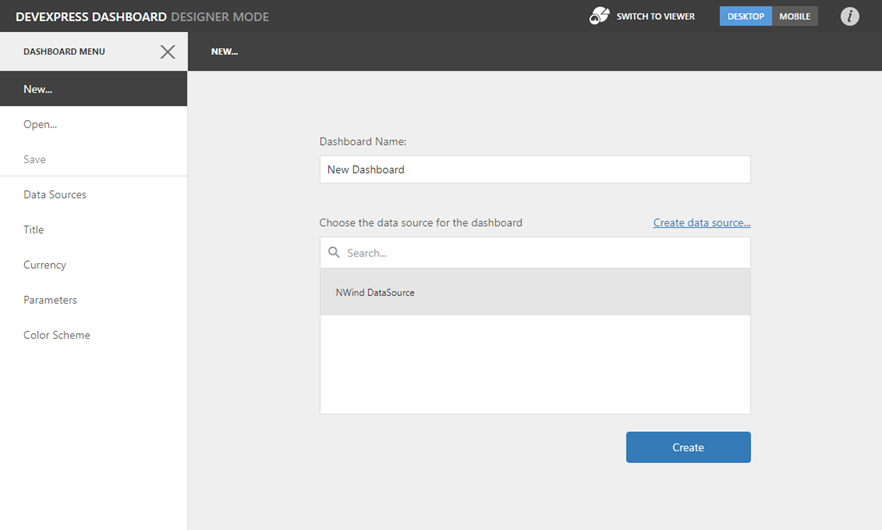 DEVEXPRESS DASHBOARD DESIGNER MODE
SWITCH TO VIEWER
DESKTOP
MOBILE
i
DASHBOARD MENU
NEW...
New...
Open...
Save
Data Sources
Title
Currency
Parameters
Color Scheme
Dashboard Name:
New Dashboard
Choose the data source for the dashboard
Create data source...
Search...
NWind DataSource
Create